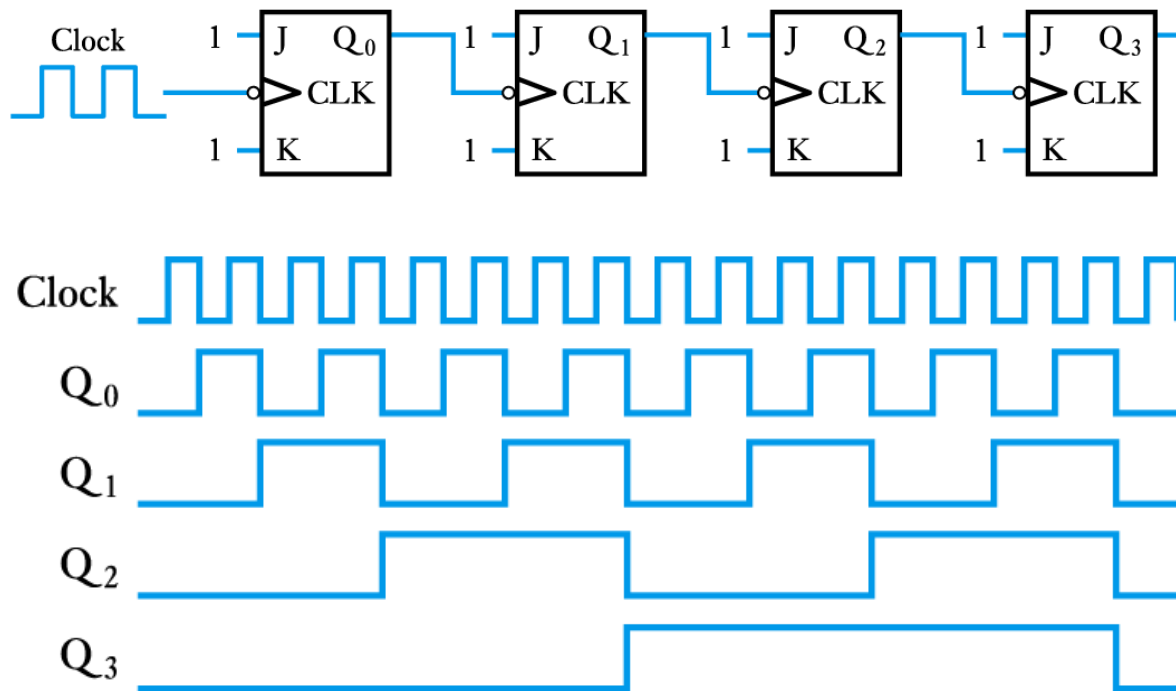 Clock
1 J Q₀ 1 J Q₁ 1 J Q₂ 1 J Q₃
CLK CLK CLK CLK
1 K 1 K 1 K 1 K
Clock
Q₀
Q₁
Q₂
Q₃